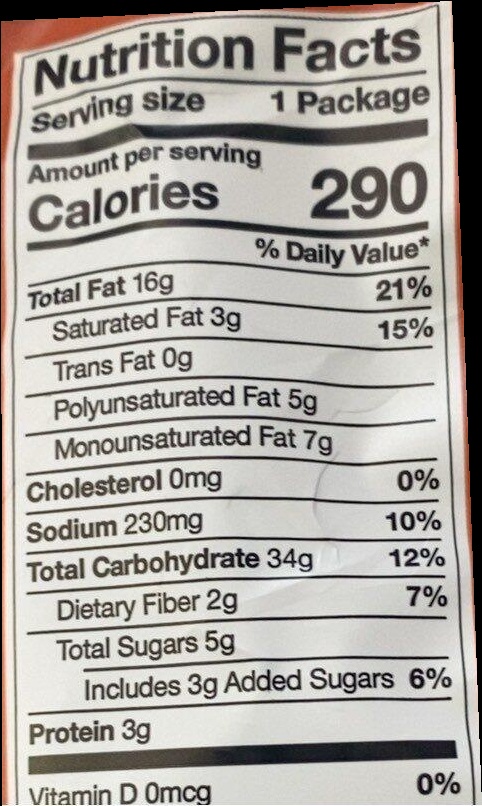 Nutrition Facts
Serving size 1 Package
Amount per serving
Calories 290
% Daily Value*
Total Fat 16g 21%
Saturated Fat 3g 15%
Trans Fat 0g
Polyunsaturated Fat 5g
Monounsaturated Fat 7g
Cholesterol 0mg 0%
Sodium 230mg 10%
Total Carbohydrate 34g 12%
Dietary Fiber 2g 7%
Total Sugars 5g
Includes 3g Added Sugars 6%
Protein 3g
Vitamin D 0mcg 0%